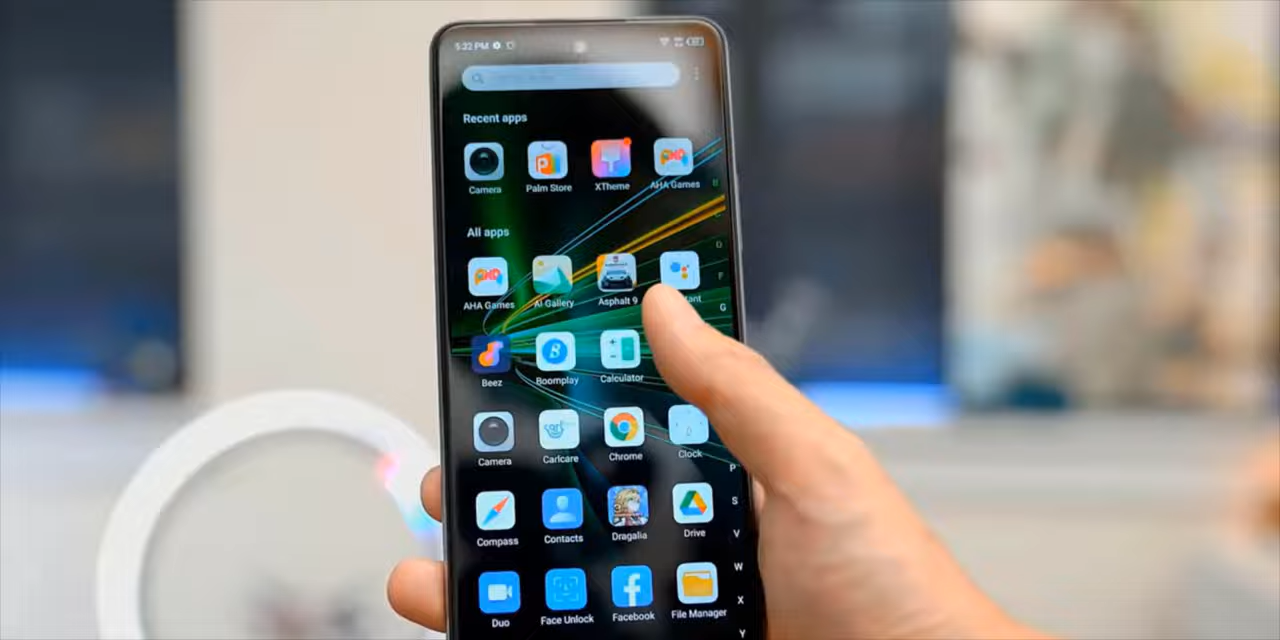 5:32 PM
Recent apps
Camera
Palm Store
XTheme
AHA Games
All apps
AHA Games
AI Gallery
Asphalt 9
Beez
Boomplay
Calculator
Camera
Carlcare
Chrome
Clock
Compass
Contacts
Dragalia
Drive
Duo
Face Unlock
Facebook
File Manager
G
P
S
V
W
X
Y